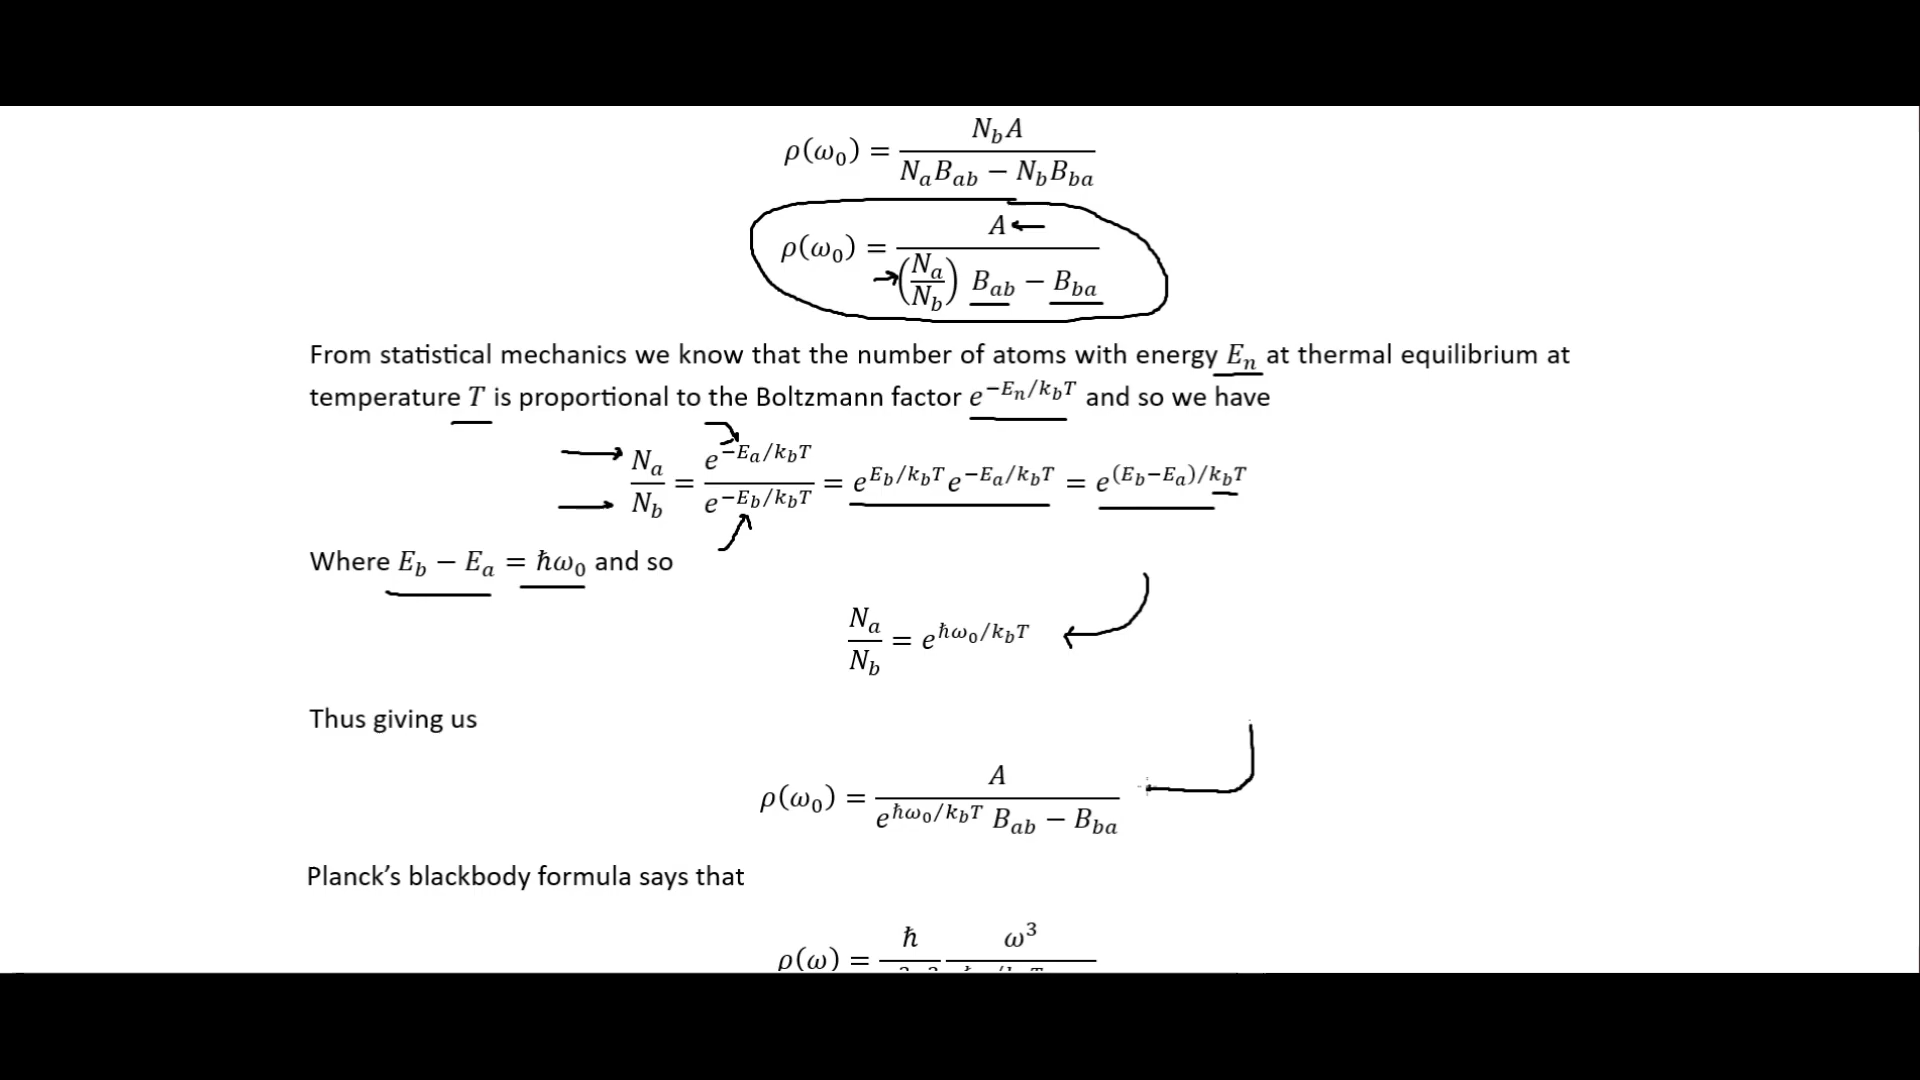 ρ(ω₀) = N_b A / (N_a B_ab − N_b B_ba)
ρ(ω₀) = A / ((N_a/N_b) B_ab − B_ba)
From statistical mechanics we know that the number of atoms with energy E_n at thermal equilibrium at
temperature T is proportional to the Boltzmann factor e^(−E_n/k_bT) and so we have
N_a/N_b = e^(−E_a/k_bT) / e^(−E_b/k_bT) = e^(E_b/k_bT) e^(−E_a/k_bT) = e^((E_b−E_a)/k_bT)
Where E_b − E_a = ℏω₀ and so
N_a/N_b = e^(ℏω₀/k_bT)
Thus giving us
ρ(ω₀) = A / (e^(ℏω₀/k_bT) B_ab − B_ba)
Planck’s blackbody formula says that
ρ(ω) = ℏ ω³